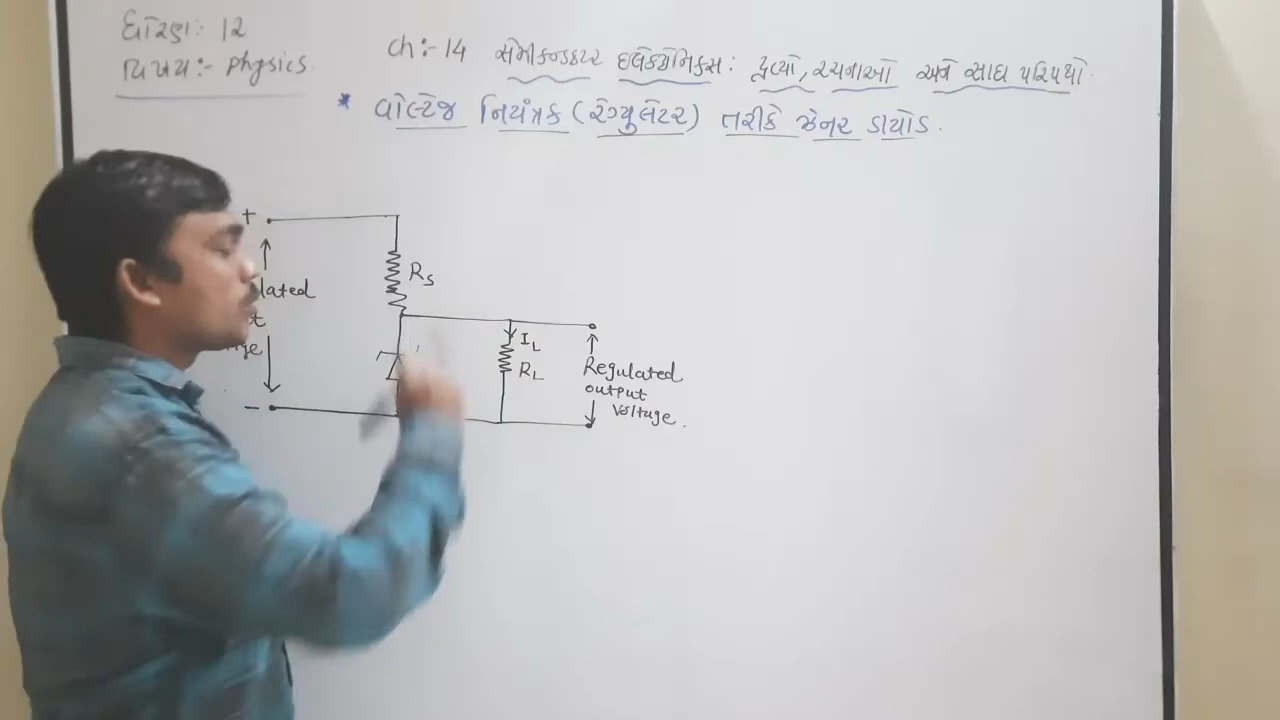 ધોરણ:- 12
વિષય:- Physics.
Ch:- 14 સેમીકન્ડક્ટર ઇલેક્ટ્રોનિક્સ: દ્રવ્યો, રચનાઓ અને સાદા પરિપથો.
* વોલ્ટેજ નિયંત્રક (રેગ્યુલેટર) તરીકે ઝેનર ડાયોડ.
+
Rs
IL
RL
Regulated
output
voltage.
-